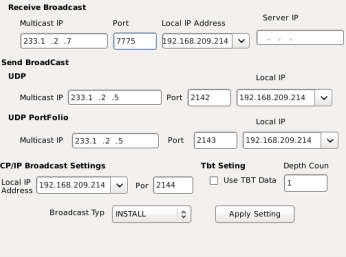 Receive Broadcast
Multicast IP Port Local IP Address Server IP
233.1 .2 .7 7775 192.168.209.214 . . .
Send BroadCast
UDP Local IP
Multicast IP 233.1 .2 .5 Port 2142 192.168.209.214
UDP PortFolio Local IP
Multicast IP 233.1 .2 .5 Port 2143 192.168.209.214
CP/IP Broadcast Settings Tbt Seting Depth Coun
Local IP Address 192.168.209.214 Por 2144 Use TBT Data 1
Broadcast Typ INSTALL Apply Setting